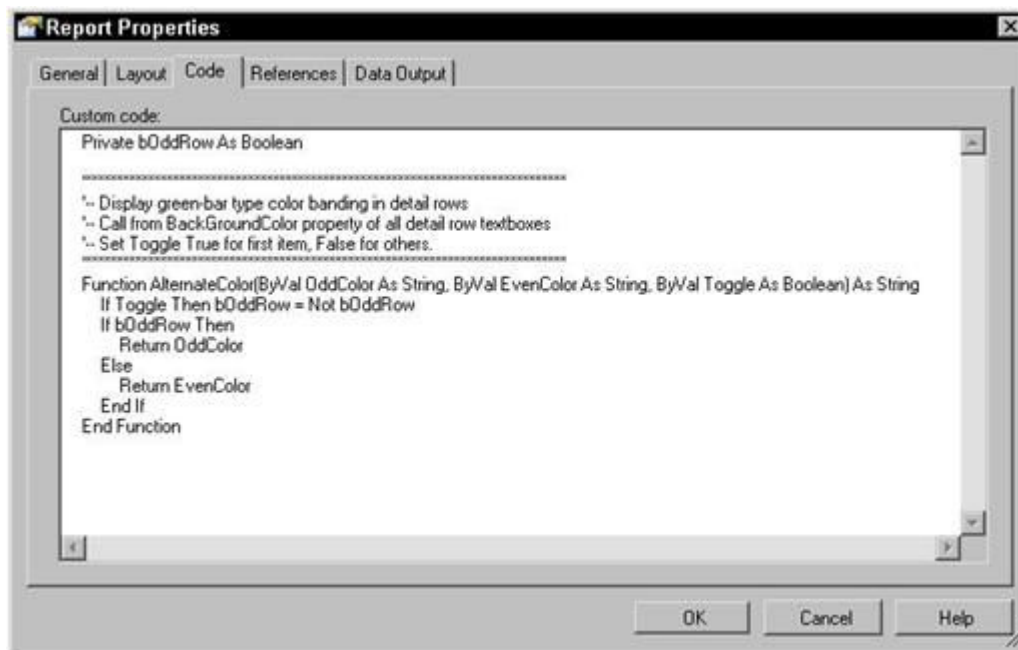 Report Properties
General Layout Code References Data Output
Custom code:
Private bOddRow As Boolean
'-- Display green-bar type color banding in detail rows
'-- Call from BackGroundColor property of all detail row textboxes
'-- Set Toggle True for first item, False for others.
Function AlternateColor(ByVal OddColor As String, ByVal EvenColor As String, ByVal Toggle As Boolean) As String
If Toggle Then bOddRow = Not bOddRow
If bOddRow Then
Return OddColor
Else
Return EvenColor
End If
End Function
OK Cancel Help